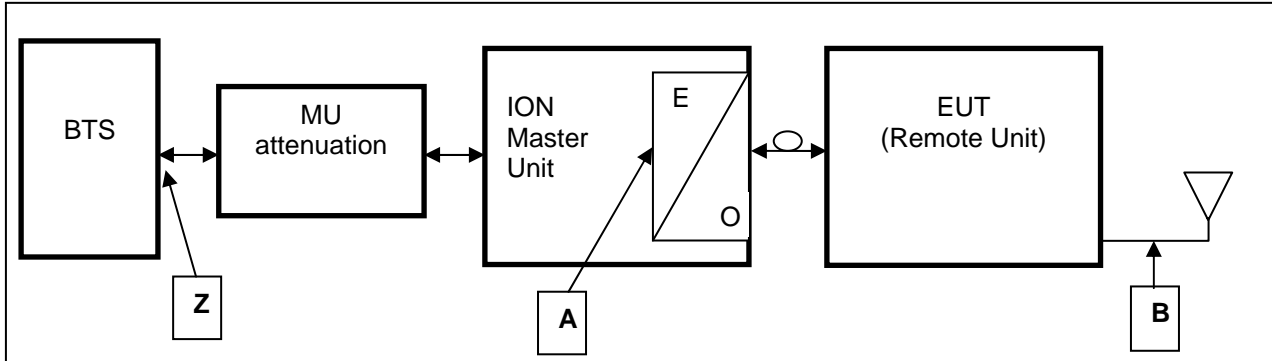 BTS
MU
attenuation
ION
Master
Unit
E
O
EUT
(Remote Unit)
Z
A
B